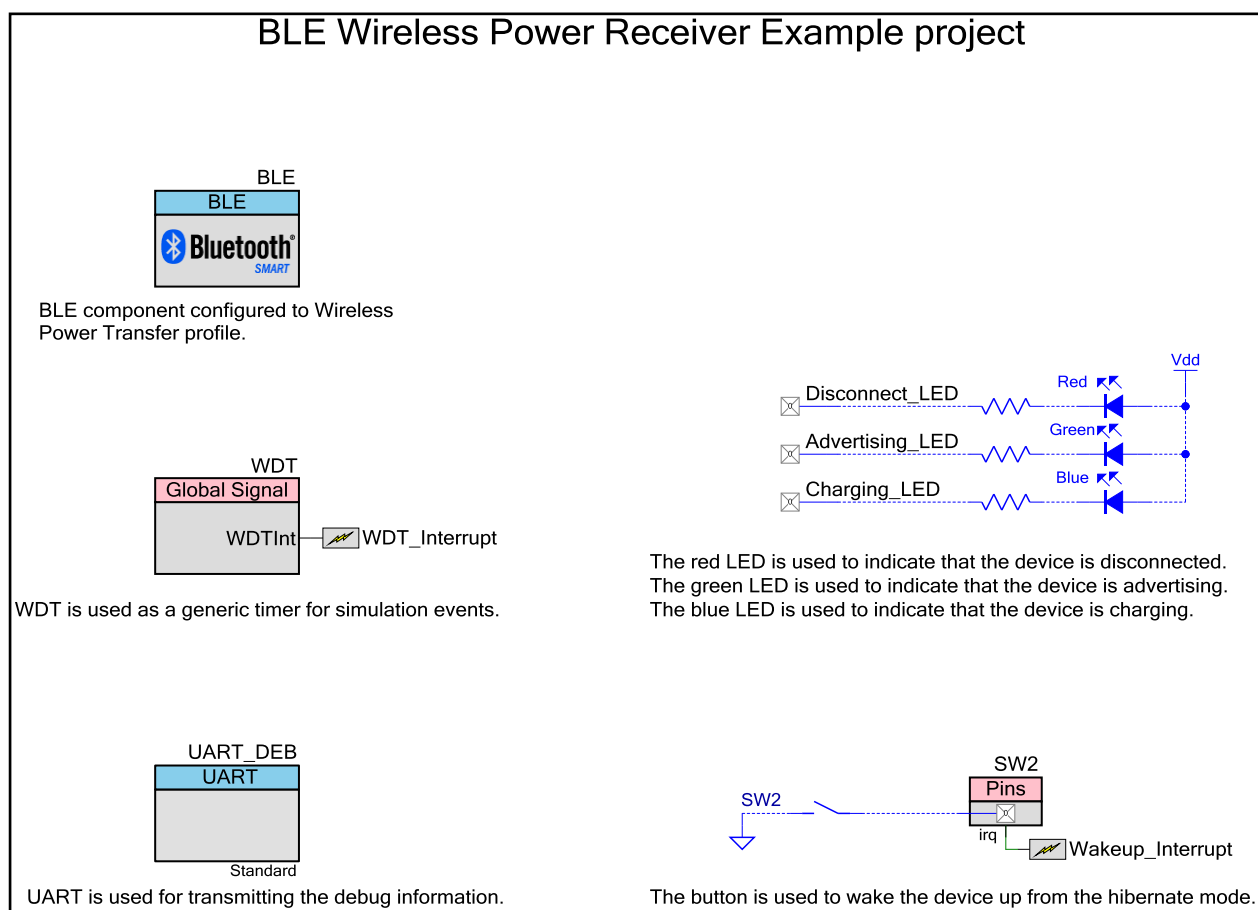 BLE Wireless Power Receiver Example project
BLE
BLE
Bluetooth®
SMART
BLE component configured to Wireless
Power Transfer profile.
WDT
Global Signal
WDTInt
WDT_Interrupt
WDT is used as a generic timer for simulation events.
UART_DEB
UART
Standard
UART is used for transmitting the debug information.
Vdd
Disconnect_LED
Red
Advertising_LED
Green
Charging_LED
Blue
The red LED is used to indicate that the device is disconnected.
The green LED is used to indicate that the device is advertising.
The blue LED is used to indicate that the device is charging.
SW2
SW2
Pins
irq
Wakeup_Interrupt
The button is used to wake the device up from the hibernate mode.